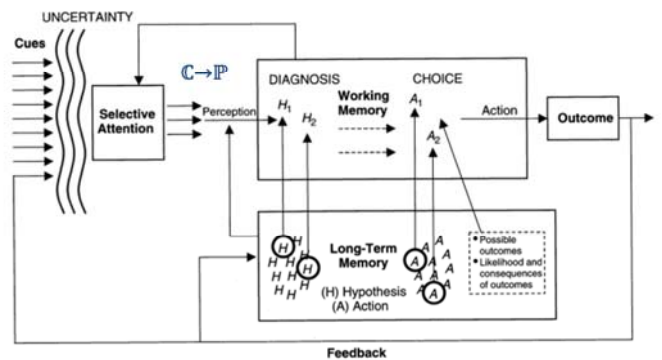 UNCERTAINTY
Cues
ℂ→ℙ
Selective
Attention
Perception
DIAGNOSIS
H1
H2
Working
Memory
CHOICE
A1
A2
Action
Outcome
H H
H H H
H H H
H H
Long-Term
Memory
(H) Hypothesis
(A) Action
A A
A A A
A A A
A A
• Possible
outcomes
• Likelihood and
consequences
of outcomes
Feedback